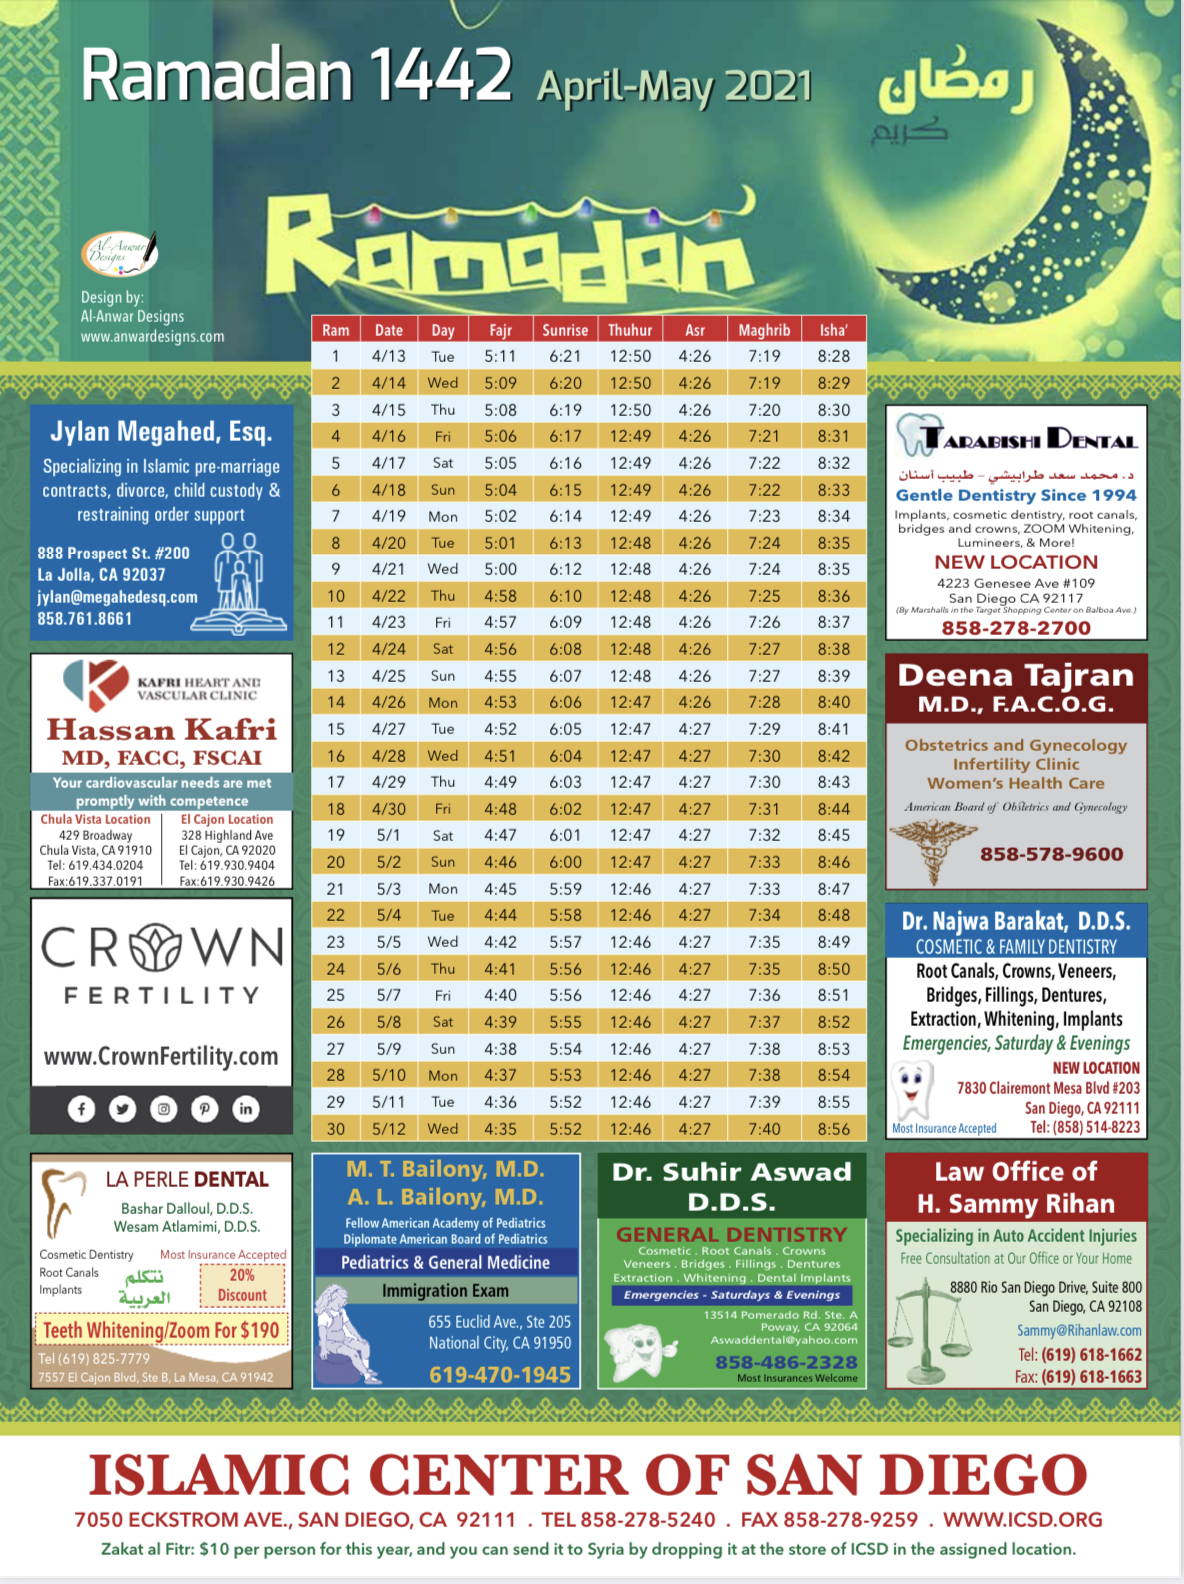 Ramadan 1442 April-May 2021
رمضان
كريم
Ramadan
Al-Anwar
Designs
Design by:
Al-Anwar Designs
www.anwardesigns.com
Ram Date Day Fajr Sunrise Thuhur Asr Maghrib Isha’
1 4/13 Tue 5:11 6:21 12:50 4:26 7:19 8:28
2 4/14 Wed 5:09 6:20 12:50 4:26 7:19 8:29
3 4/15 Thu 5:08 6:19 12:50 4:26 7:20 8:30
4 4/16 Fri 5:06 6:17 12:49 4:26 7:21 8:31
5 4/17 Sat 5:05 6:16 12:49 4:26 7:22 8:32
6 4/18 Sun 5:04 6:15 12:49 4:26 7:22 8:33
7 4/19 Mon 5:02 6:14 12:49 4:26 7:23 8:34
8 4/20 Tue 5:01 6:13 12:48 4:26 7:24 8:35
9 4/21 Wed 5:00 6:12 12:48 4:26 7:24 8:35
10 4/22 Thu 4:58 6:10 12:48 4:26 7:25 8:36
11 4/23 Fri 4:57 6:09 12:48 4:26 7:26 8:37
12 4/24 Sat 4:56 6:08 12:48 4:26 7:27 8:38
13 4/25 Sun 4:55 6:07 12:48 4:26 7:27 8:39
14 4/26 Mon 4:53 6:06 12:47 4:26 7:28 8:40
15 4/27 Tue 4:52 6:05 12:47 4:27 7:29 8:41
16 4/28 Wed 4:51 6:04 12:47 4:27 7:30 8:42
17 4/29 Thu 4:49 6:03 12:47 4:27 7:30 8:43
18 4/30 Fri 4:48 6:02 12:47 4:27 7:31 8:44
19 5/1 Sat 4:47 6:01 12:47 4:27 7:32 8:45
20 5/2 Sun 4:46 6:00 12:47 4:27 7:33 8:46
21 5/3 Mon 4:45 5:59 12:46 4:27 7:33 8:47
22 5/4 Tue 4:44 5:58 12:46 4:27 7:34 8:48
23 5/5 Wed 4:42 5:57 12:46 4:27 7:35 8:49
24 5/6 Thu 4:41 5:56 12:46 4:27 7:35 8:50
25 5/7 Fri 4:40 5:56 12:46 4:27 7:36 8:51
26 5/8 Sat 4:39 5:55 12:46 4:27 7:37 8:52
27 5/9 Sun 4:38 5:54 12:46 4:27 7:38 8:53
28 5/10 Mon 4:37 5:53 12:46 4:27 7:38 8:54
29 5/11 Tue 4:36 5:52 12:46 4:27 7:39 8:55
30 5/12 Wed 4:35 5:52 12:46 4:27 7:40 8:56
Jylan Megahed, Esq.
Specializing in Islamic pre-marriage
contracts, divorce, child custody &
restraining order support
888 Prospect St. #200
La Jolla, CA 92037
jylan@megahedesq.com
858.761.8661
KAFRI HEART AND
VASCULAR CLINIC
Hassan Kafri
MD, FACC, FSCAI
Your cardiovascular needs are met
promptly with competence
Chula Vista Location
429 Broadway
Chula Vista, CA 91910
Tel: 619.434.0204
Fax:619.337.0191
El Cajon Location
328 Highland Ave
El Cajon, CA 92020
Tel: 619.930.9404
Fax:619.930.9426
CROWN
FERTILITY
www.CrownFertility.com
TARABISHI DENTAL
د. محمد سعد طرابيشي - طبيب أسنان
Gentle Dentistry Since 1994
Implants, cosmetic dentistry, root canals,
bridges and crowns, ZOOM Whitening,
Lumineers, & More!
NEW LOCATION
4223 Genesee Ave #109
San Diego CA 92117
(By Marshalls in the Target Shopping Center on Balboa Ave.)
858-278-2700
Deena Tajran
M.D., F.A.C.O.G.
Obstetrics and Gynecology
Infertility Clinic
Women’s Health Care
American Board of Obstetrics and Gynecology
858-578-9600
Dr. Najwa Barakat, D.D.S.
COSMETIC & FAMILY DENTISTRY
Root Canals, Crowns, Veneers,
Bridges, Fillings, Dentures,
Extraction, Whitening, Implants
Emergencies, Saturday & Evenings
NEW LOCATION
7830 Clairemont Mesa Blvd #203
San Diego, CA 92111
Most Insurance Accepted Tel: (858) 514-8223
LA PERLE DENTAL
Bashar Dalloul, D.D.S.
Wesam Atlamimi, D.D.S.
Cosmetic Dentistry Most Insurance Accepted
Root Canals
Implants
نتكلم
العربية
20%
Discount
Teeth Whitening/Zoom For $190
Tel (619) 825-7779
7557 El Cajon Blvd, Ste B, La Mesa, CA 91942
M. T. Bailony, M.D.
A. L. Bailony, M.D.
Fellow American Academy of Pediatrics
Diplomate American Board of Pediatrics
Pediatrics & General Medicine
Immigration Exam
655 Euclid Ave., Ste 205
National City, CA 91950
619-470-1945
Dr. Suhir Aswad
D.D.S.
GENERAL DENTISTRY
Cosmetic . Root Canals . Crowns
Veneers . Bridges . Fillings . Dentures
Extraction . Whitening . Dental Implants
Emergencies - Saturdays & Evenings
13514 Pomerado Rd. Ste. A
Poway, CA 92064
Aswaddental@yahoo.com
858-486-2328
Most Insurances Welcome
Law Office of
H. Sammy Rihan
Specializing in Auto Accident Injuries
Free Consultation at Our Office or Your Home
8880 Rio San Diego Drive, Suite 800
San Diego, CA 92108
Sammy@Rihanlaw.com
Tel: (619) 618-1662
Fax: (619) 618-1663
ISLAMIC CENTER OF SAN DIEGO
7050 ECKSTROM AVE., SAN DIEGO, CA 92111 . TEL 858-278-5240 . FAX 858-278-9259 . WWW.ICSD.ORG
Zakat al Fitr: $10 per person for this year, and you can send it to Syria by dropping it at the store of ICSD in the assigned location.